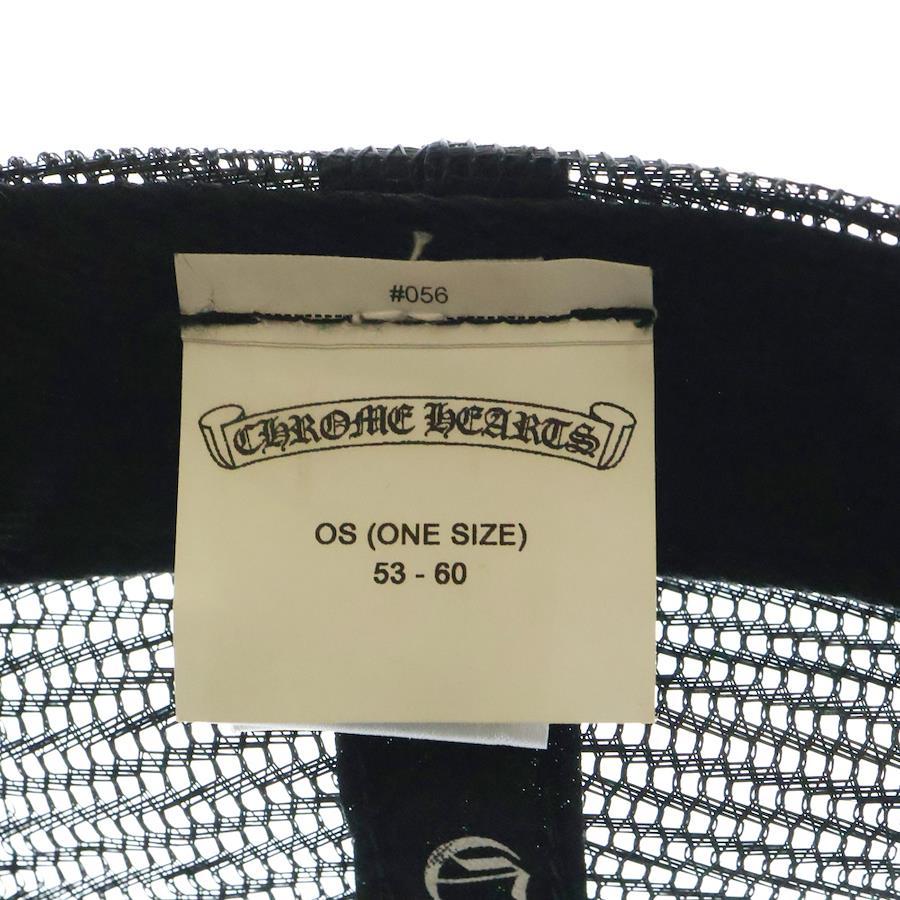 #056
CHROME HEARTS
OS (ONE SIZE)
53 - 60